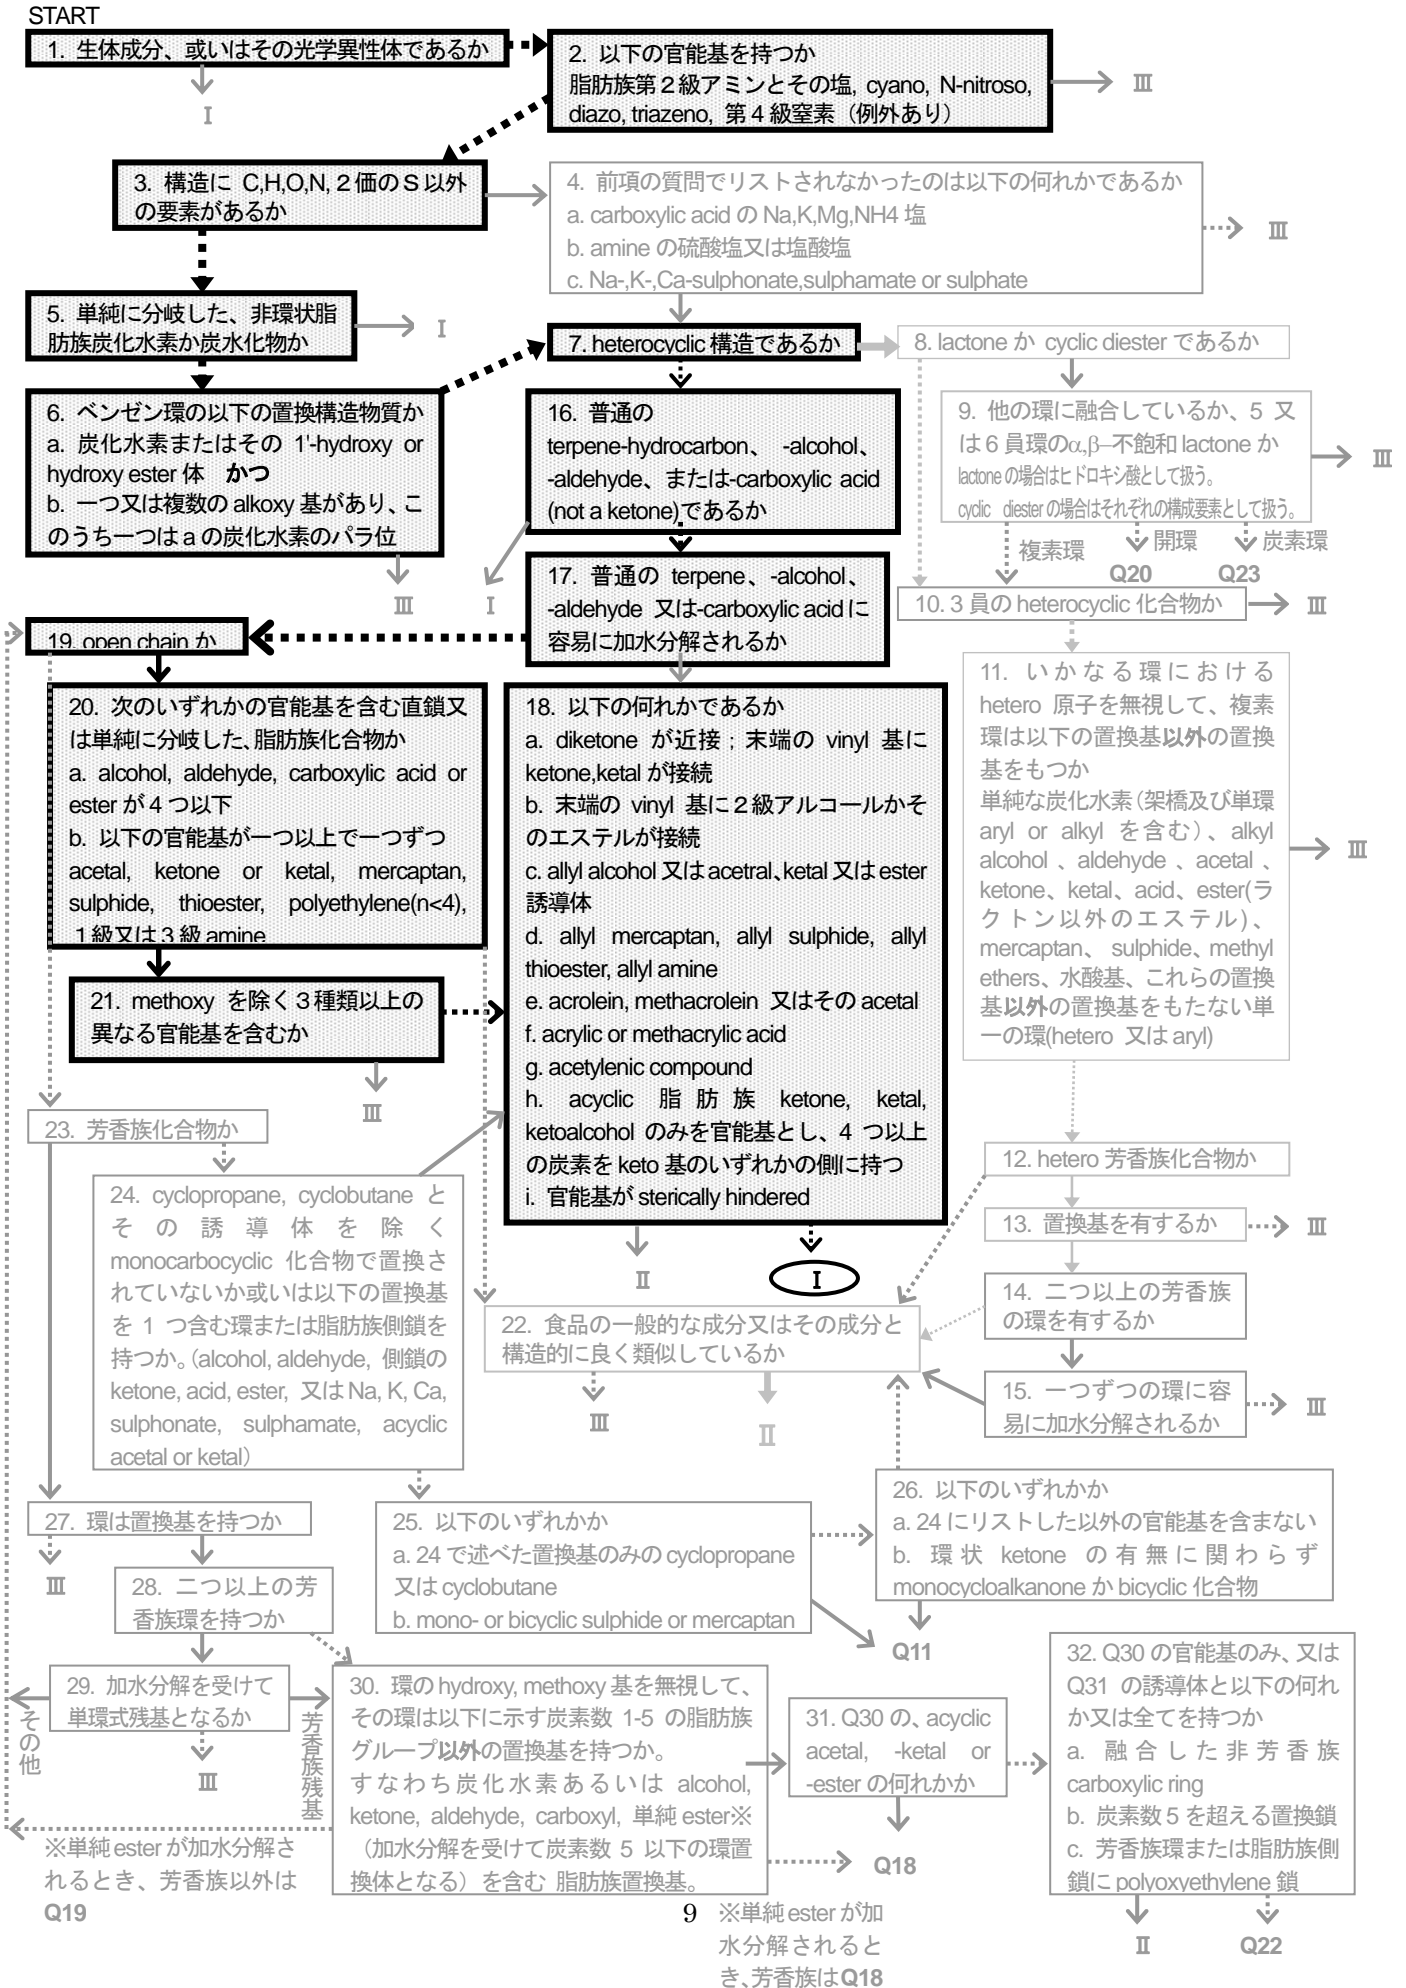 START
1. 生体成分、或いはその光学異性体であるか
I
2. 以下の官能基を持つか
脂肪族第２級アミンとその塩, cyano, N-nitroso,
diazo, triazeno, 第４級窒素（例外あり）
Ⅲ
3. 構造に C,H,O,N,２価のＳ以外
の要素があるか
4. 前項の質問でリストされなかったのは以下の何れかであるか
a. carboxylic acid の Na,K,Mg,NH4 塩
b. amine の硫酸塩又は塩酸塩
c. Na-,K-,Ca-sulphonate,sulphamate or sulphate
Ⅲ
5. 単純に分岐した、非環状脂
肪族炭化水素か炭水化物か
I
6. ベンゼン環の以下の置換構造物質か
a. 炭化水素またはその 1'-hydroxy or
hydroxy ester 体　かつ
b. 一つ又は複数の alkoxy 基があり、こ
のうち一つは a の炭化水素のパラ位
Ⅲ
7. heterocyclic 構造であるか
8. lactone か cyclic diester であるか
9. 他の環に融合しているか、５又
は６員環のα,β–不飽和 lactone か
lactone の場合はヒドロキシ酸として扱う。
cyclic diester の場合はそれぞれの構成要素として扱う。
Ⅲ
複素環
開環
炭素環
Q20
Q23
10.３員の heterocyclic 化合物か
Ⅲ
16. 普通の
terpene-hydrocarbon、 -alcohol、
-aldehyde、または-carboxylic acid
(not a ketone)であるか
I
17. 普通の terpene、-alcohol、
-aldehyde 又は-carboxylic acid に
容易に加水分解されるか
19. open chain か
11. いかなる環における
hetero 原子を無視して、複素
環は以下の置換基以外の置換
基をもつか
単純な炭化水素(架橋及び単環
aryl or alkyl を含む)、alkyl
alcohol、aldehyde、acetal、
ketone、ketal、acid、ester(ラ
クトン以外のエステル)、
mercaptan、 sulphide、methyl
ethers、水酸基、これらの置換
基以外の置換基をもたない単
一の環(hetero 又は aryl)
Ⅲ
20. 次のいずれかの官能基を含む直鎖又
は単純に分岐した、脂肪族化合物か
a. alcohol, aldehyde, carboxylic acid or
ester が４つ以下
b. 以下の官能基が一つ以上で一つずつ
acetal, ketone or ketal, mercaptan,
sulphide, thioester, polyethylene(n<4),
１級又は３級 amine
18. 以下の何れかであるか
a. diketone が近接；末端の vinyl 基に
ketone,ketal が接続
b. 末端の vinyl 基に２級アルコールかそ
のエステルが接続
c. allyl alcohol 又は acetral、ketal 又は ester
誘導体
d. allyl mercaptan, allyl sulphide, allyl
thioester, allyl amine
e. acrolein, methacrolein 又はその acetal
f. acrylic or methacrylic acid
g. acetylenic compound
h. acyclic 脂肪族 ketone, ketal,
ketoalcohol のみを官能基とし、4 つ以上
の炭素を keto 基のいずれかの側に持つ
i. 官能基が sterically hindered
Ⅱ
I
21. methoxy を除く３種類以上の
異なる官能基を含むか
Ⅲ
23. 芳香族化合物か
24. cyclopropane, cyclobutane と
その誘導体を除く
monocarbocyclic 化合物で置換さ
れていないか或いは以下の置換基
を 1 つ含む環または脂肪族側鎖を
持つか。(alcohol, aldehyde, 側鎖の
ketone, acid, ester, 又は Na, K, Ca,
sulphonate, sulphamate, acyclic
acetal or ketal）
12. hetero 芳香族化合物か
13. 置換基を有するか
Ⅲ
14. 二つ以上の芳香族
の環を有するか
15. 一つずつの環に容
易に加水分解されるか
Ⅲ
22. 食品の一般的な成分又はその成分と
構造的に良く類似しているか
Ⅲ
Ⅱ
25. 以下のいずれかか
a. 24 で述べた置換基のみの cyclopropane
又は cyclobutane
b. mono- or bicyclic sulphide or mercaptan
26. 以下のいずれかか
a. 24 にリストした以外の官能基を含まない
b. 環状 ketone の有無に関わらず
monocycloalkanone か bicyclic 化合物
Q11
27. 環は置換基を持つか
Ⅲ
28. 二つ以上の芳
香族環を持つか
29. 加水分解を受けて
単環式残基となるか
その他
芳香族残基
Ⅲ
30. 環の hydroxy, methoxy 基を無視して、
その環は以下に示す炭素数 1-5 の脂肪族
グループ以外の置換基を持つか。
すなわち炭化水素あるいは alcohol,
ketone, aldehyde, carboxyl, 単純 ester※
（加水分解を受けて炭素数 5 以下の環置
換体となる）を含む 脂肪族置換基。
31. Q30 の、acyclic
acetal, -ketal or
-ester の何れかか
Q18
32. Q30 の官能基のみ、又は
Q31 の誘導体と以下の何れ
か又は全てを持つか
a. 融合した非芳香族
carboxylic ring
b. 炭素数 5 を超える置換鎖
c. 芳香族環または脂肪族側
鎖に polyoxyethylene 鎖
Ⅱ
Q22
※単純 ester が加水分解さ
れるとき、芳香族以外は
Q19
9
※単純 ester が加
水分解されると
き、芳香族は Q18